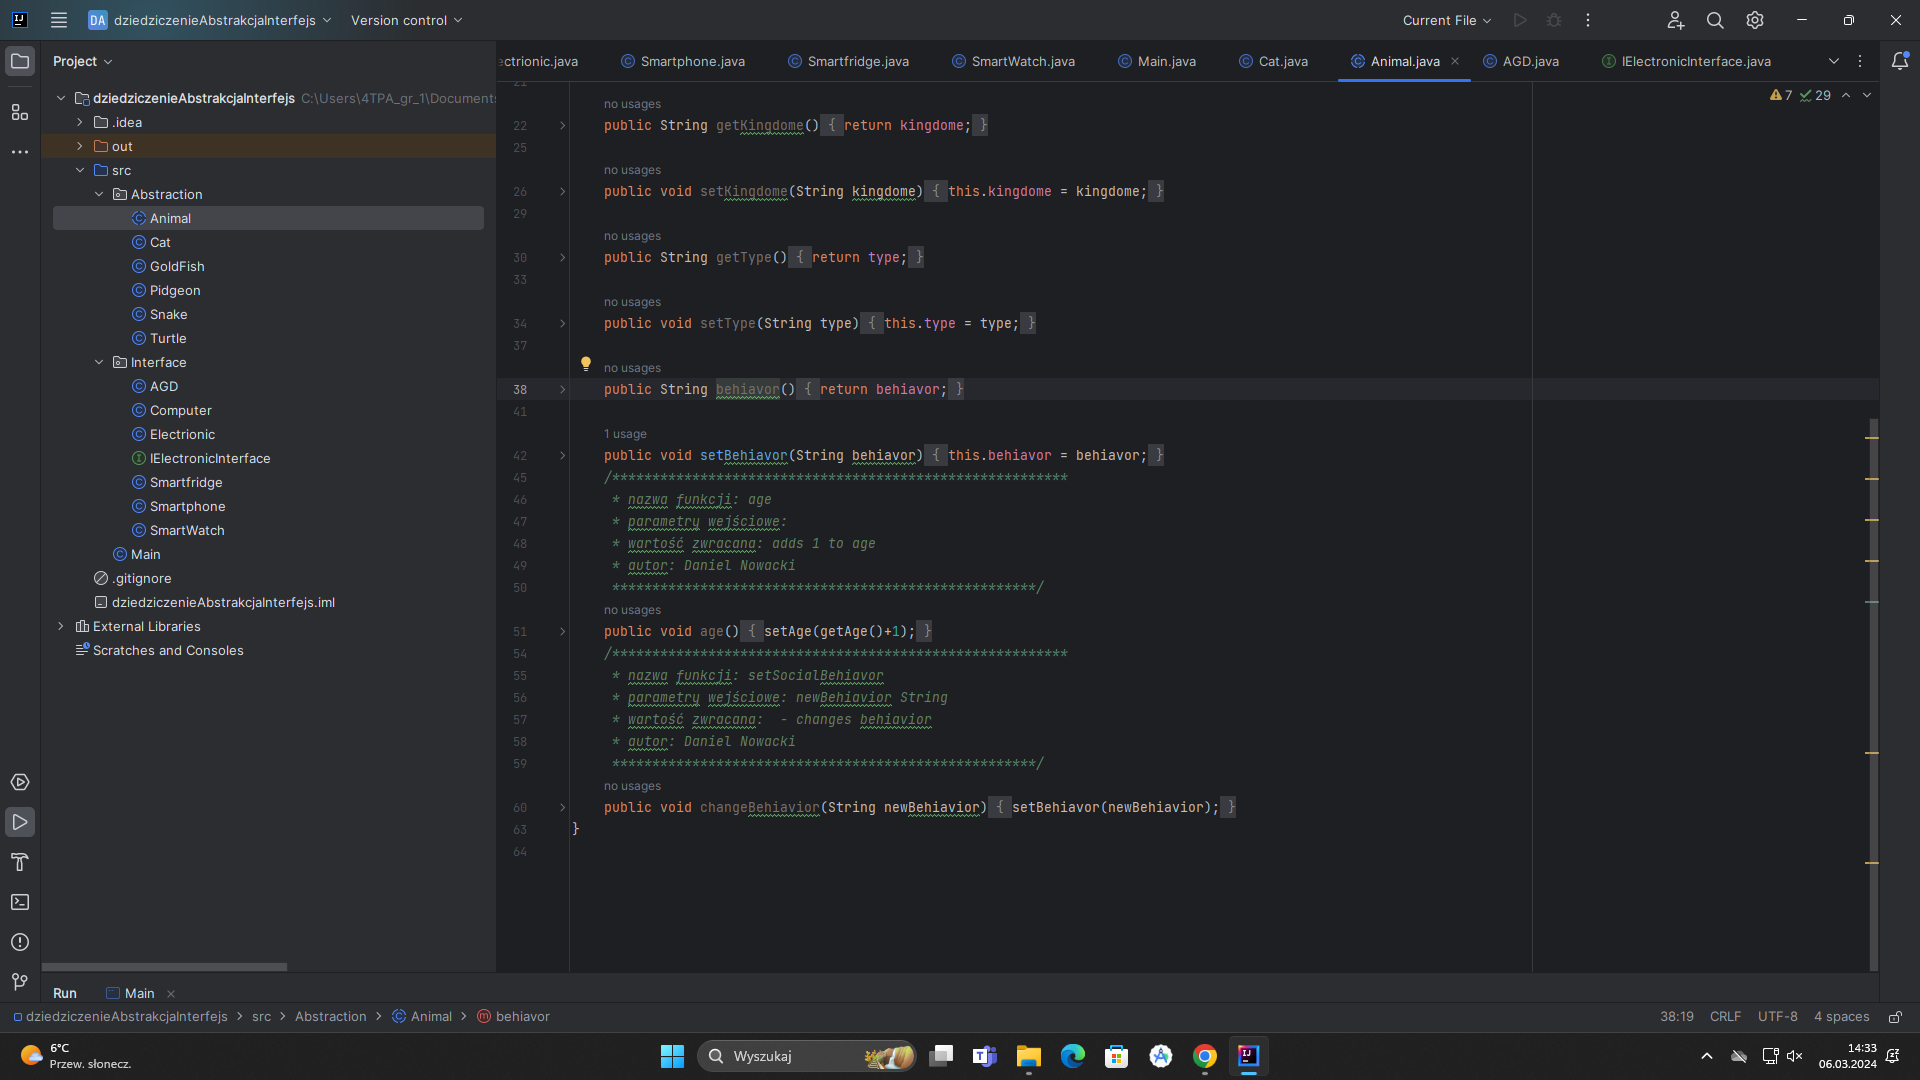 DA dziedziczenieAbstrakcjaInterfejs Version control Current File
Project
ctrionic.java Smartphone.java Smartfridge.java SmartWatch.java Main.java Cat.java Animal.java AGD.java IElectronicInterface.java
dziedziczenieAbstrakcjaInterfejs C:\Users\4TPA_gr_1\Documents
.idea
out
src
Abstraction
Animal
Cat
GoldFish
Pidgeon
Snake
Turtle
Interface
AGD
Computer
Electrionic
IElectronicInterface
Smartfridge
Smartphone
SmartWatch
Main
.gitignore
dziedziczenieAbstrakcjaInterfejs.iml
External Libraries
Scratches and Consoles
7 29
21
no usages
22 public String getKingdome() { return kingdome; }
25
no usages
26 public void setKingdome(String kingdome) { this.kingdome = kingdome; }
29
no usages
30 public String getType() { return type; }
33
no usages
34 public void setType(String type) { this.type = type; }
37
no usages
38 public String behiavor() { return behiavor; }
41
1 usage
42 public void setBehiavor(String behiavor) { this.behiavor = behiavor; }
45 /*********************************************************
46 * nazwa funkcji: age
47 * parametry wejściowe:
48 * wartość zwracana: adds 1 to age
49 * autor: Daniel Nowacki
50 *****************************************************/
no usages
51 public void age() { setAge(getAge()+1); }
54 /*********************************************************
55 * nazwa funkcji: setSocialBehiavor
56 * parametry wejściowe: newBehiavior String
57 * wartość zwracana:  - changes behiavior
58 * autor: Daniel Nowacki
59 *****************************************************/
no usages
60 public void changeBehiavior(String newBehiavior) { setBehiavor(newBehiavior); }
63 }
64
Run Main
dziedziczenieAbstrakcjaInterfejs > src > Abstraction > Animal > behiavor 38:19 CRLF UTF-8 4 spaces
6°C
Przew. słonecz.
Wyszukaj
14:33
06.03.2024